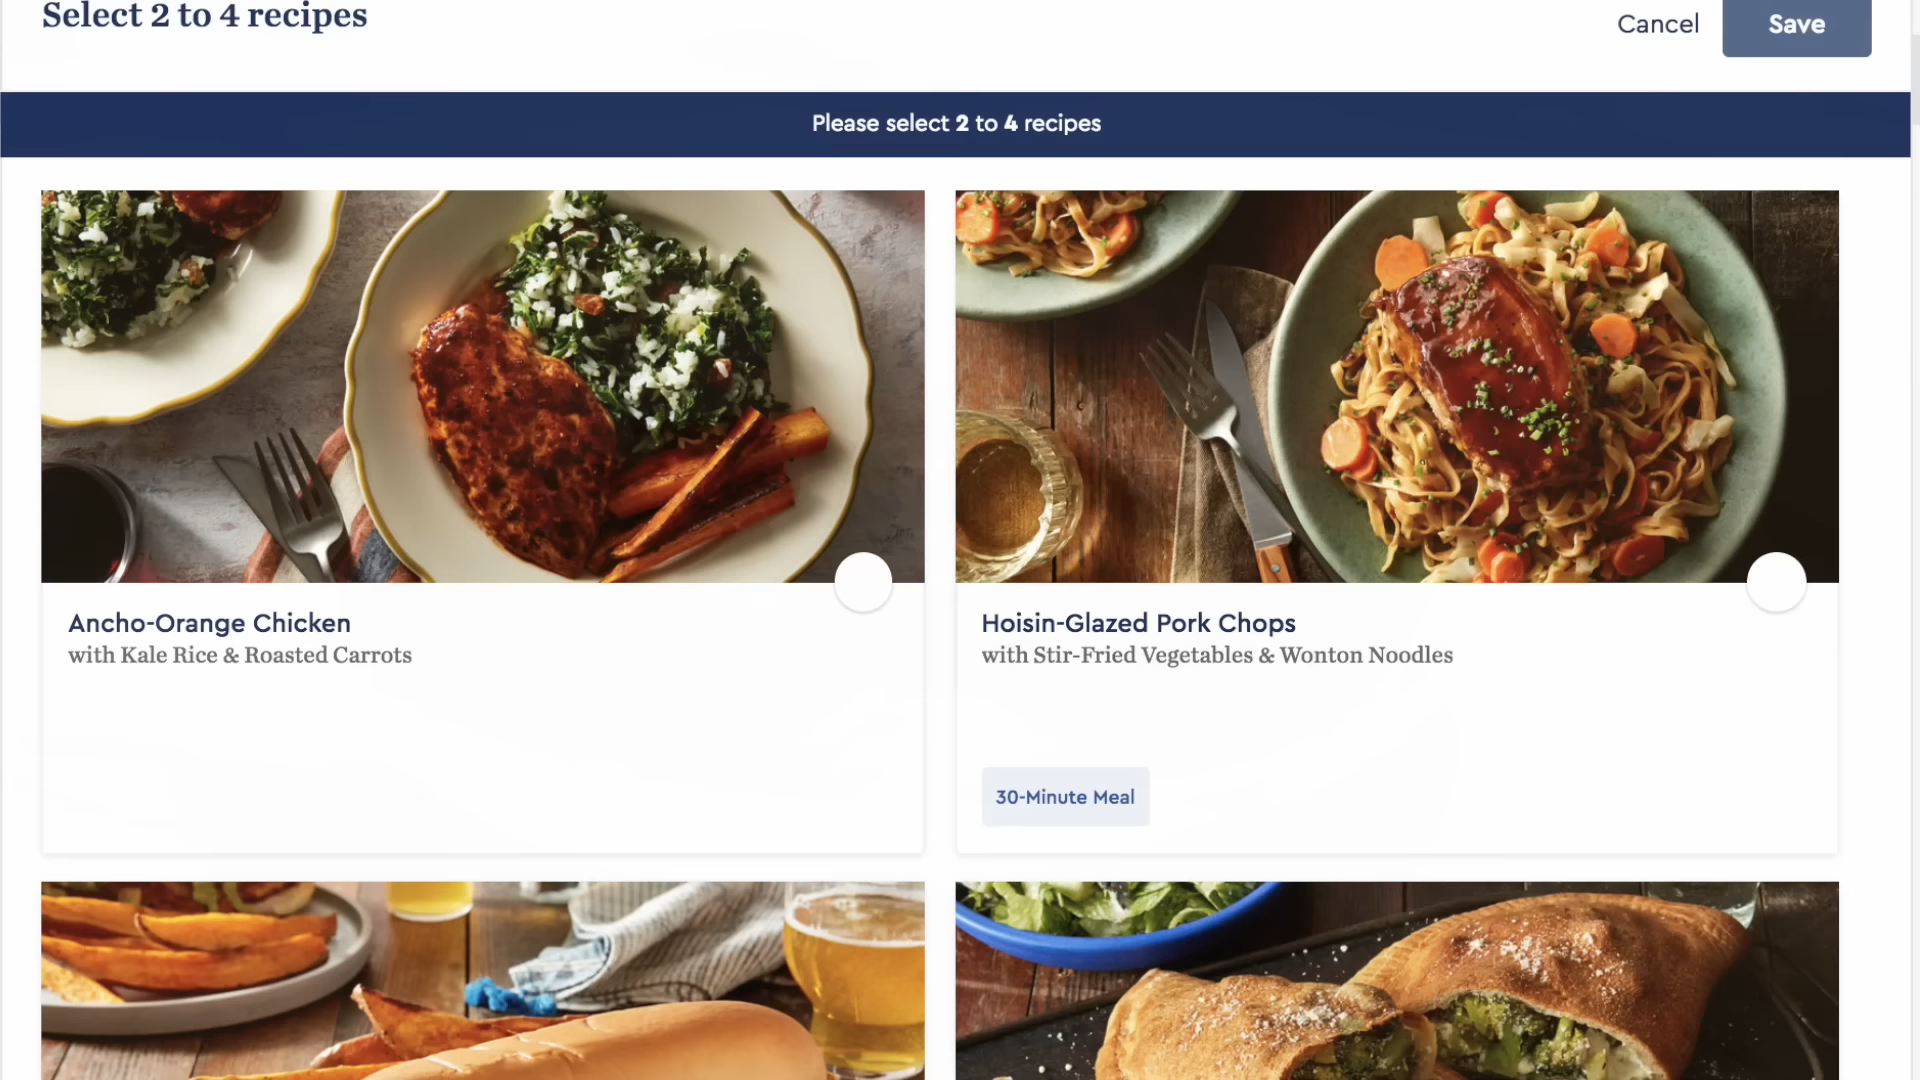 Select 2 to 4 recipes
Cancel
Save
Please select 2 to 4 recipes
Ancho-Orange Chicken
with Kale Rice & Roasted Carrots
Hoisin-Glazed Pork Chops
with Stir-Fried Vegetables & Wonton Noodles
30-Minute Meal